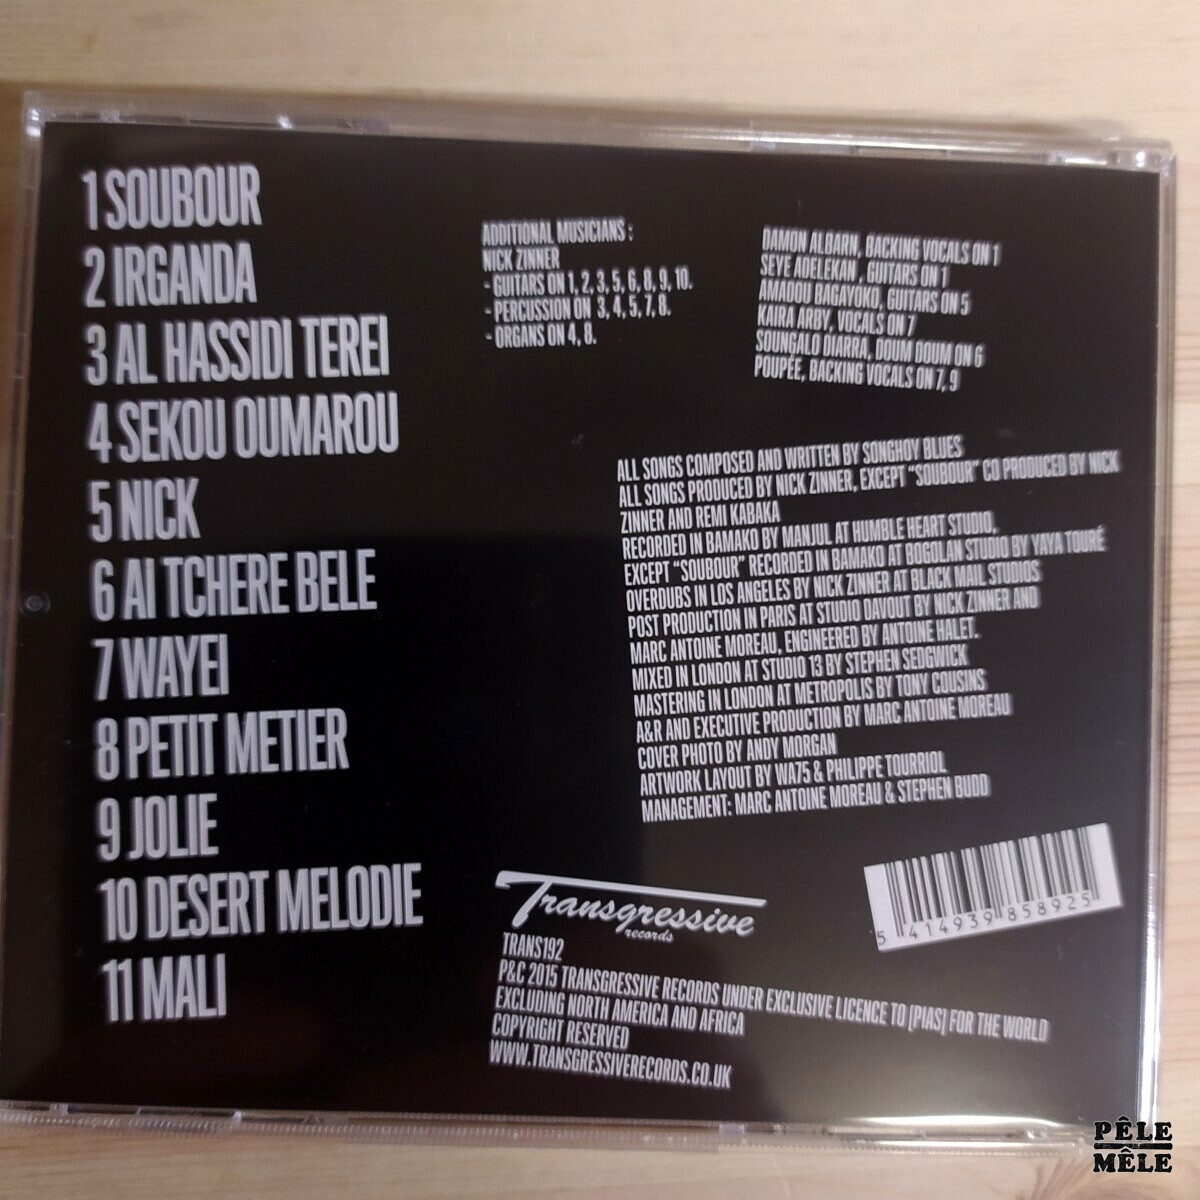 1 SOUBOUR
2 IRGANDA
3 AL HASSIDI TEREI
4 SEKOU OUMAROU
5 NICK
6 AI TCHERE BELE
7 WAYEI
8 PETIT METIER
9 JOLIE
10 DESERT MELODIE
11 MALI
ADDITIONAL MUSICIANS :
NICK ZINNER
- GUITARS ON 1, 2, 3, 5, 6, 8, 9, 10.
- PERCUSSION ON 3, 4, 5, 7, 8.
- ORGANS ON 4, 8.
DAMON ALBARN, BACKING VOCALS ON 1
SEYE ADELEKAN, GUITARS ON 1
AMADOU BAGAYOKO, GUITARS ON 5
KAIRA ARBY, VOCALS ON 7
SOUNGALO DIARRA, DOUM DOUM ON 6
POUPÉE, BACKING VOCALS ON 7, 9
ALL SONGS COMPOSED AND WRITTEN BY SONGHOY BLUES
ALL SONGS PRODUCED BY NICK ZINNER, EXCEPT "SOUBOUR" CO PRODUCED BY NICK
ZINNER AND REMI KABAKA
RECORDED IN BAMAKO BY MANJUL AT HUMBLE HEART STUDIO,
EXCEPT "SOUBOUR" RECORDED IN BAMAKO AT BOGOLAN STUDIO BY YAYA TOURÉ
OVERDUBS IN LOS ANGELES BY NICK ZINNER AT BLACK MAIL STUDIOS
POST PRODUCTION IN PARIS AT STUDIO DAVOUT BY NICK ZINNER AND
MARC ANTOINE MOREAU, ENGINEERED BY ANTOINE HALET.
MIXED IN LONDON AT STUDIO 13 BY STEPHEN SEDGWICK
MASTERING IN LONDON AT METROPOLIS BY TONY COUSINS
A&R AND EXECUTIVE PRODUCTION BY MARC ANTOINE MOREAU
COVER PHOTO BY ANDY MORGAN
ARTWORK LAYOUT BY WA75 & PHILIPPE TOURRIOL
MANAGEMENT: MARC ANTOINE MOREAU & STEPHEN BUDD
5 414939 858925
Transgressive
records
TRANS192
P&C 2015 TRANSGRESSIVE RECORDS UNDER EXCLUSIVE LICENCE TO [PIAS] FOR THE WORLD
EXCLUDING NORTH AMERICA AND AFRICA
COPYRIGHT RESERVED
WWW.TRANSGRESSIVERECORDS.CO.UK
PÊLE
MÊLE